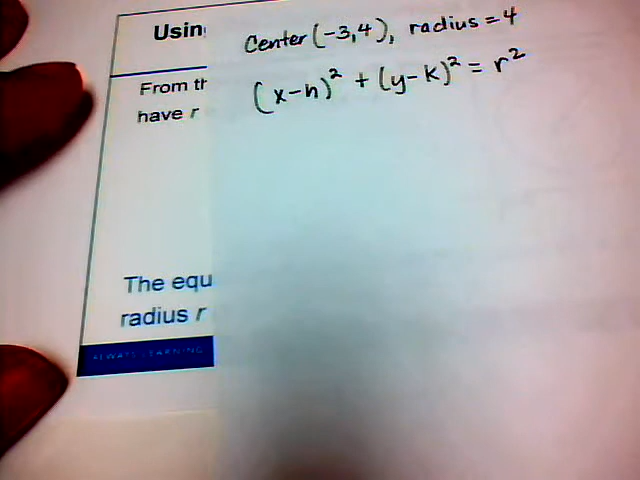 Usin
Center (-3,4), radius = 4
(x-h)² + (y-k)² = r²
From th
have r
The equ
radius r
ALWAYS LEARNING